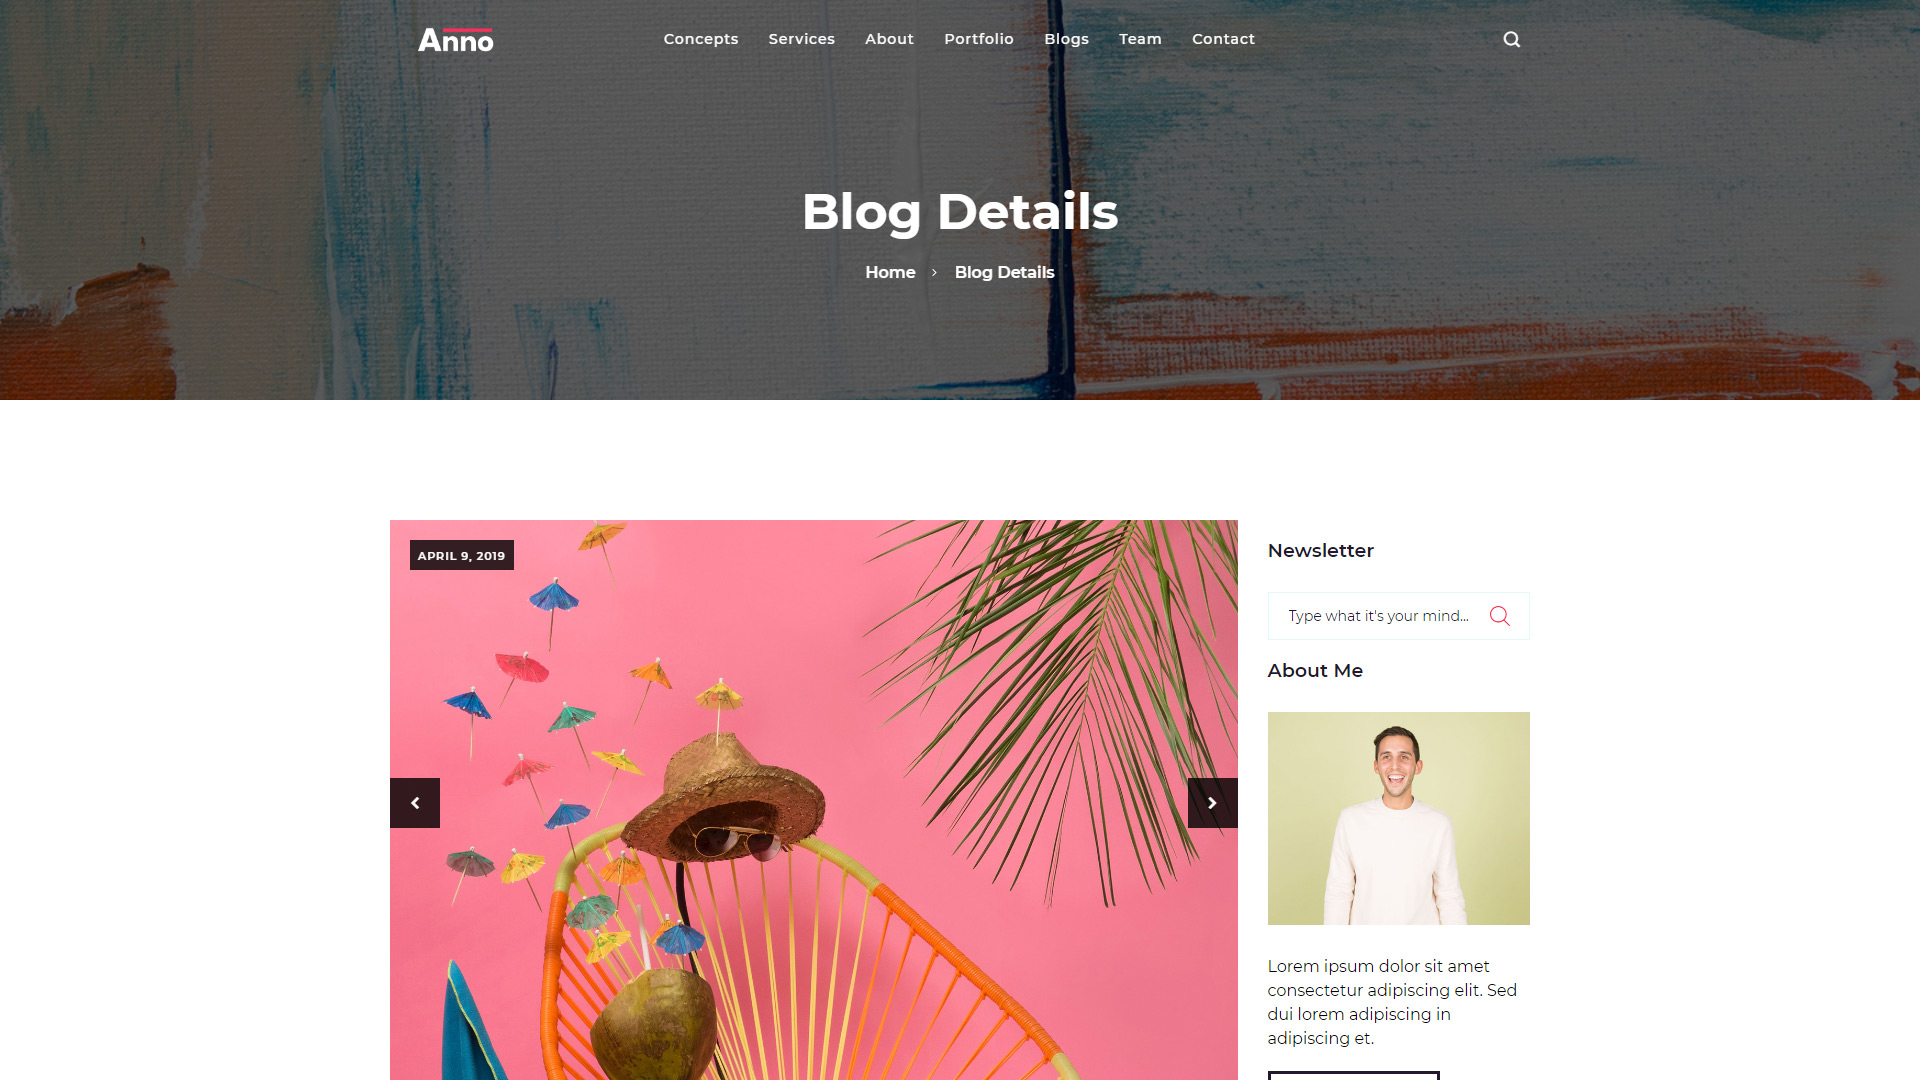 Anno
Concepts Services About Portfolio Blogs Team Contact
Blog Details
Home > Blog Details
APRIL 9, 2019
Newsletter
Type what it's your mind...
About Me
Lorem ipsum dolor sit amet
consectetur adipiscing elit. Sed
dui lorem adipiscing in
adipiscing et.